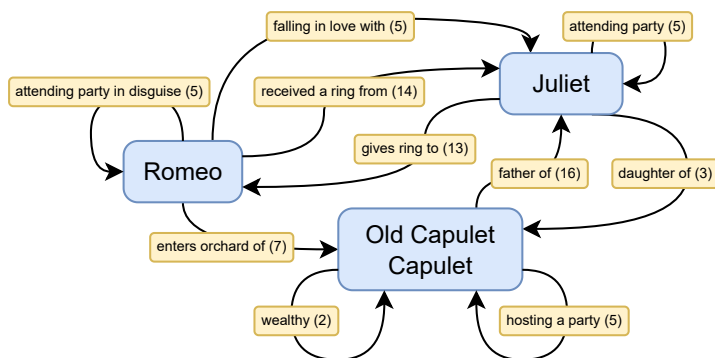 falling in love with (5)
attending party (5)
attending party in disguise (5)
received a ring from (14)
Juliet
Romeo
gives ring to (13)
father of (16)
daughter of (3)
enters orchard of (7)
Old Capulet
Capulet
wealthy (2)
hosting a party (5)